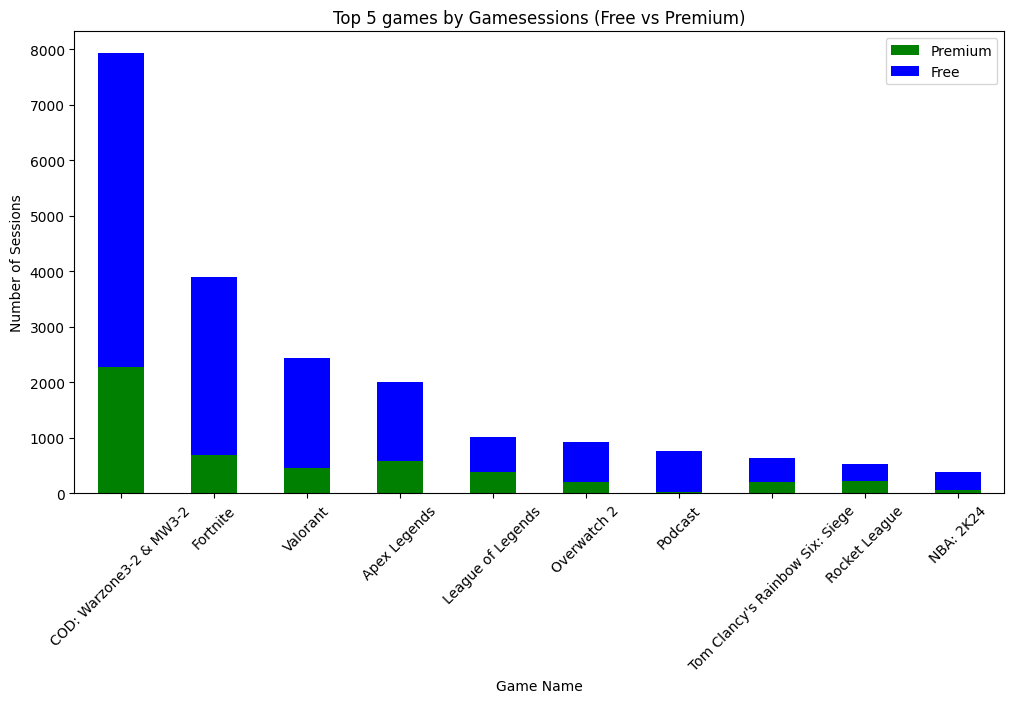 Top 5 games by Gamesessions (Free vs Premium)
Premium
Free
Number of Sessions
8000
7000
6000
5000
4000
3000
2000
1000
0
COD: Warzone3-2 & MW3-2
Fortnite
Valorant
Apex Legends
League of Legends
Overwatch 2
Podcast
Tom Clancy's Rainbow Six: Siege
Rocket League
NBA: 2K24
Game Name